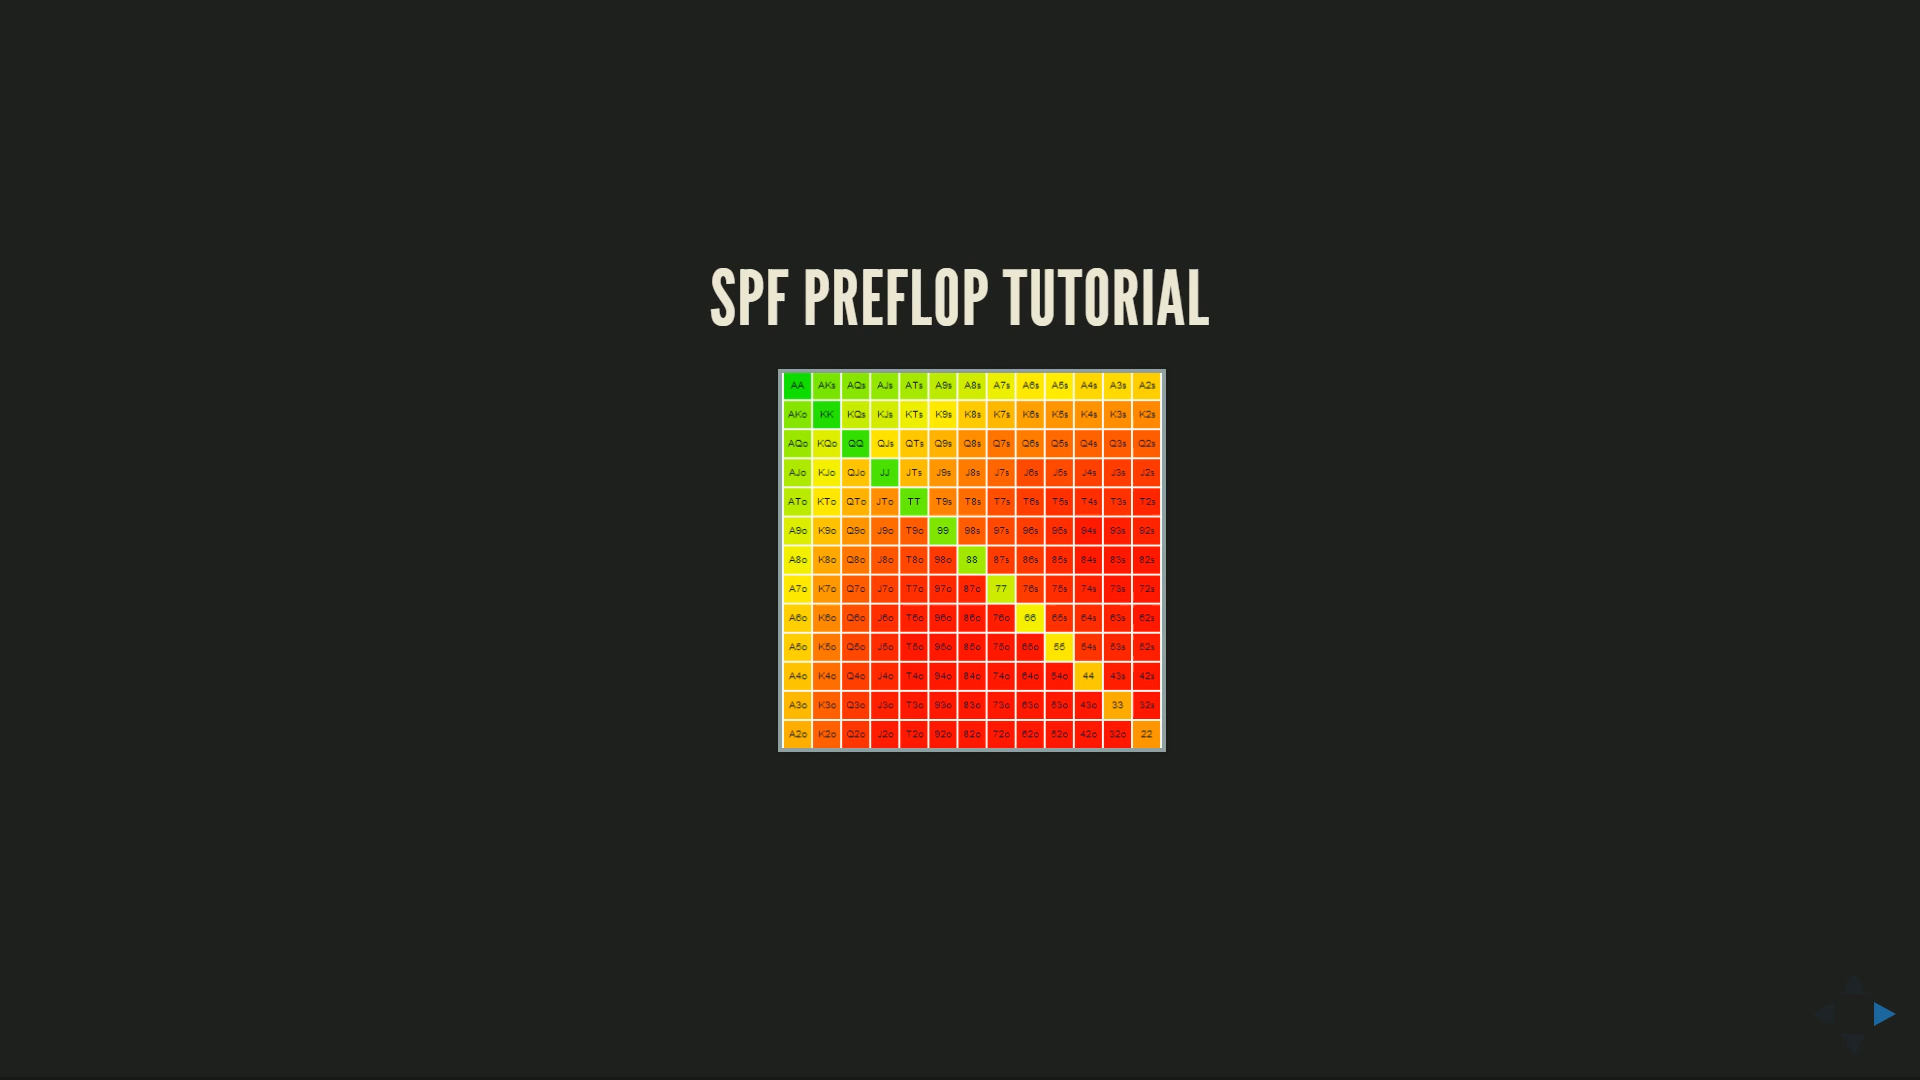 SPF PREFLOP TUTORIAL
AA AKs AQs AJs ATs A9s A8s A7s A6s A5s A4s A3s A2s
AKo KK KQs KJs KTs K9s K8s K7s K6s K5s K4s K3s K2s
AQo KQo QQ QJs QTs Q9s Q8s Q7s Q6s Q5s Q4s Q3s Q2s
AJo KJo QJo JJ JTs J9s J8s J7s J6s J5s J4s J3s J2s
ATo KTo QTo JTo TT T9s T8s T7s T6s T5s T4s T3s T2s
A9o K9o Q9o J9o T9o 99 98s 97s 96s 95s 94s 93s 92s
A8o K8o Q8o J8o T8o 98o 88 87s 86s 85s 84s 83s 82s
A7o K7o Q7o J7o T7o 97o 87o 77 76s 75s 74s 73s 72s
A6o K6o Q6o J6o T6o 96o 86o 76o 66 65s 64s 63s 62s
A5o K5o Q5o J5o T5o 95o 85o 75o 65o 55 54s 53s 52s
A4o K4o Q4o J4o T4o 94o 84o 74o 64o 54o 44 43s 42s
A3o K3o Q3o J3o T3o 93o 83o 73o 63o 53o 43o 33 32s
A2o K2o Q2o J2o T2o 92o 82o 72o 62o 52o 42o 32o 22